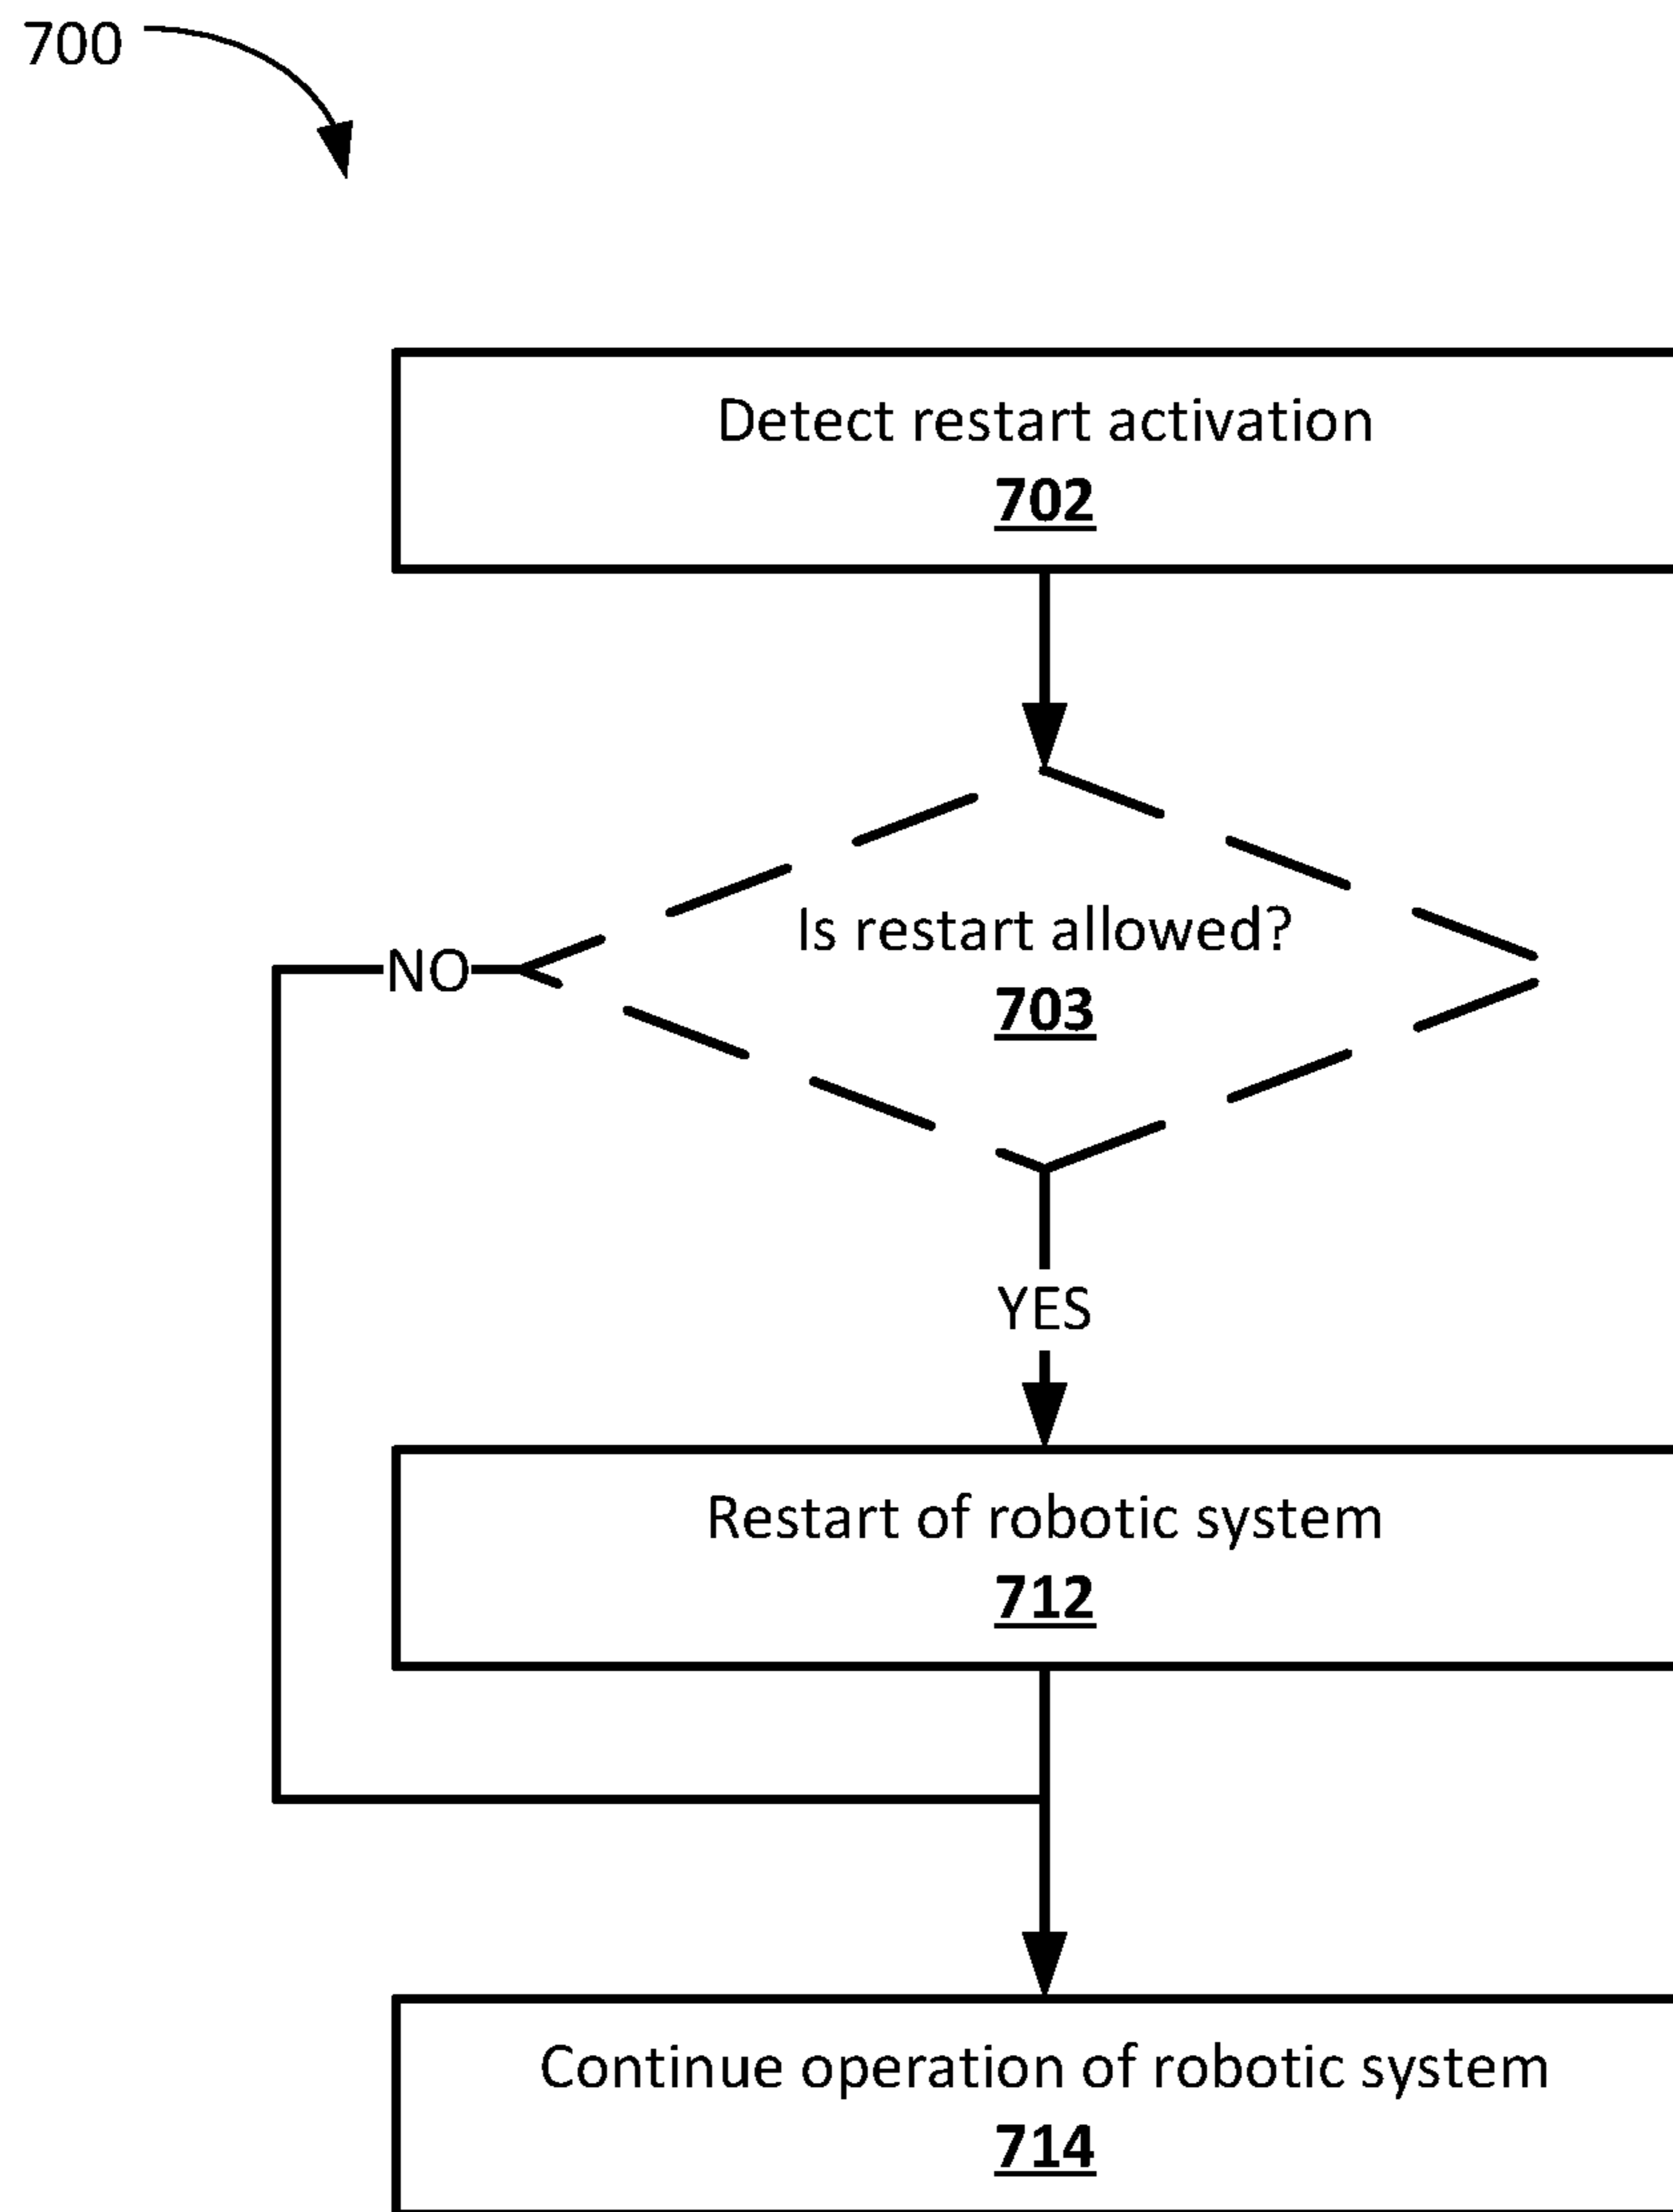 700
Detect restart activation
702
Is restart allowed?
703
NO
YES
Restart of robotic system
712
Continue operation of robotic system
714